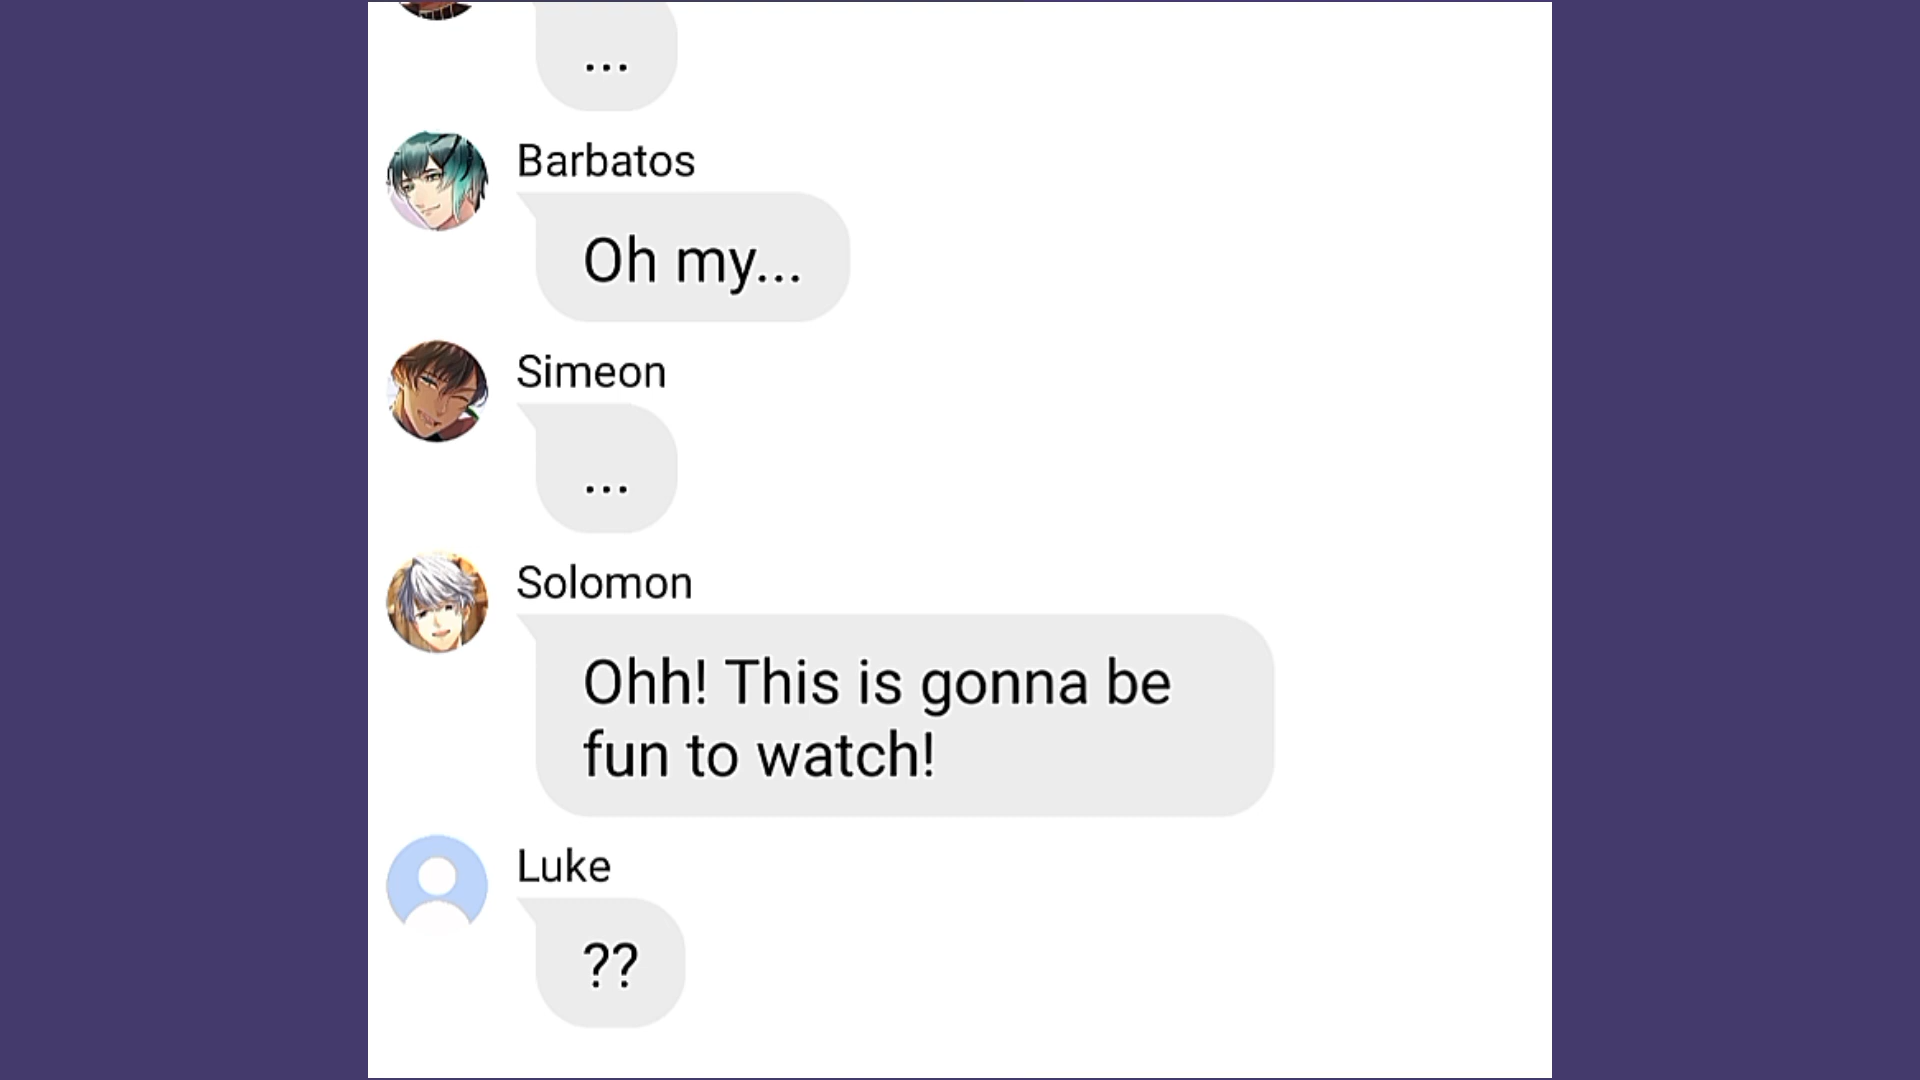 ...
Barbatos
Oh my...
Simeon
...
Solomon
Ohh! This is gonna be
fun to watch!
Luke
??